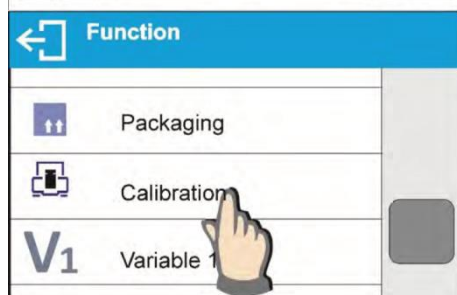 Function
Packaging
Calibration
V1
Variable 1